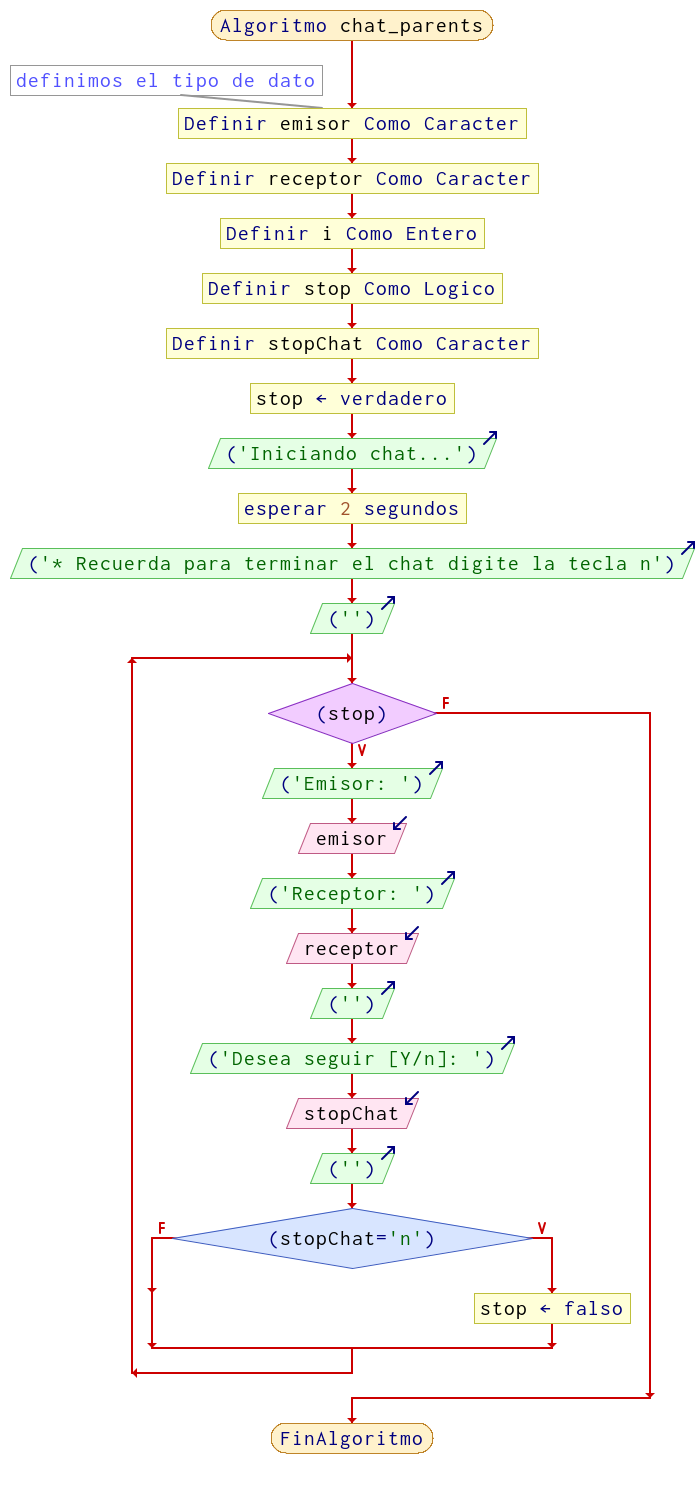 Algoritmo chat_parents
definimos el tipo de dato
Definir emisor Como Caracter
Definir receptor Como Caracter
Definir i Como Entero
Definir stop Como Logico
Definir stopChat Como Caracter
stop ← verdadero
('Iniciando chat...')
esperar 2 segundos
('* Recuerda para terminar el chat digite la tecla n')
('')
(stop)
F
V
('Emisor: ')
emisor
('Receptor: ')
receptor
('')
('Desea seguir [Y/n]: ')
stopChat
('')
F
V
(stopChat='n')
stop ← falso
FinAlgoritmo